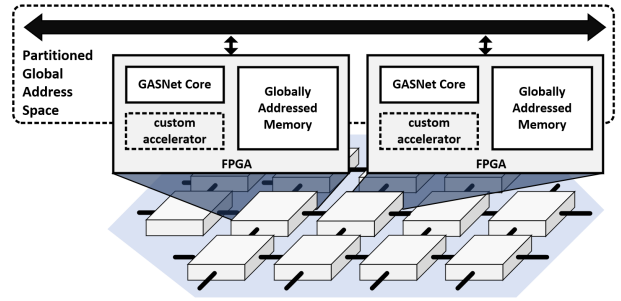 Partitioned
Global
Address
Space
GASNet Core
custom
accelerator
Globally
Addressed
Memory
FPGA
GASNet Core
custom
accelerator
Globally
Addressed
Memory
FPGA